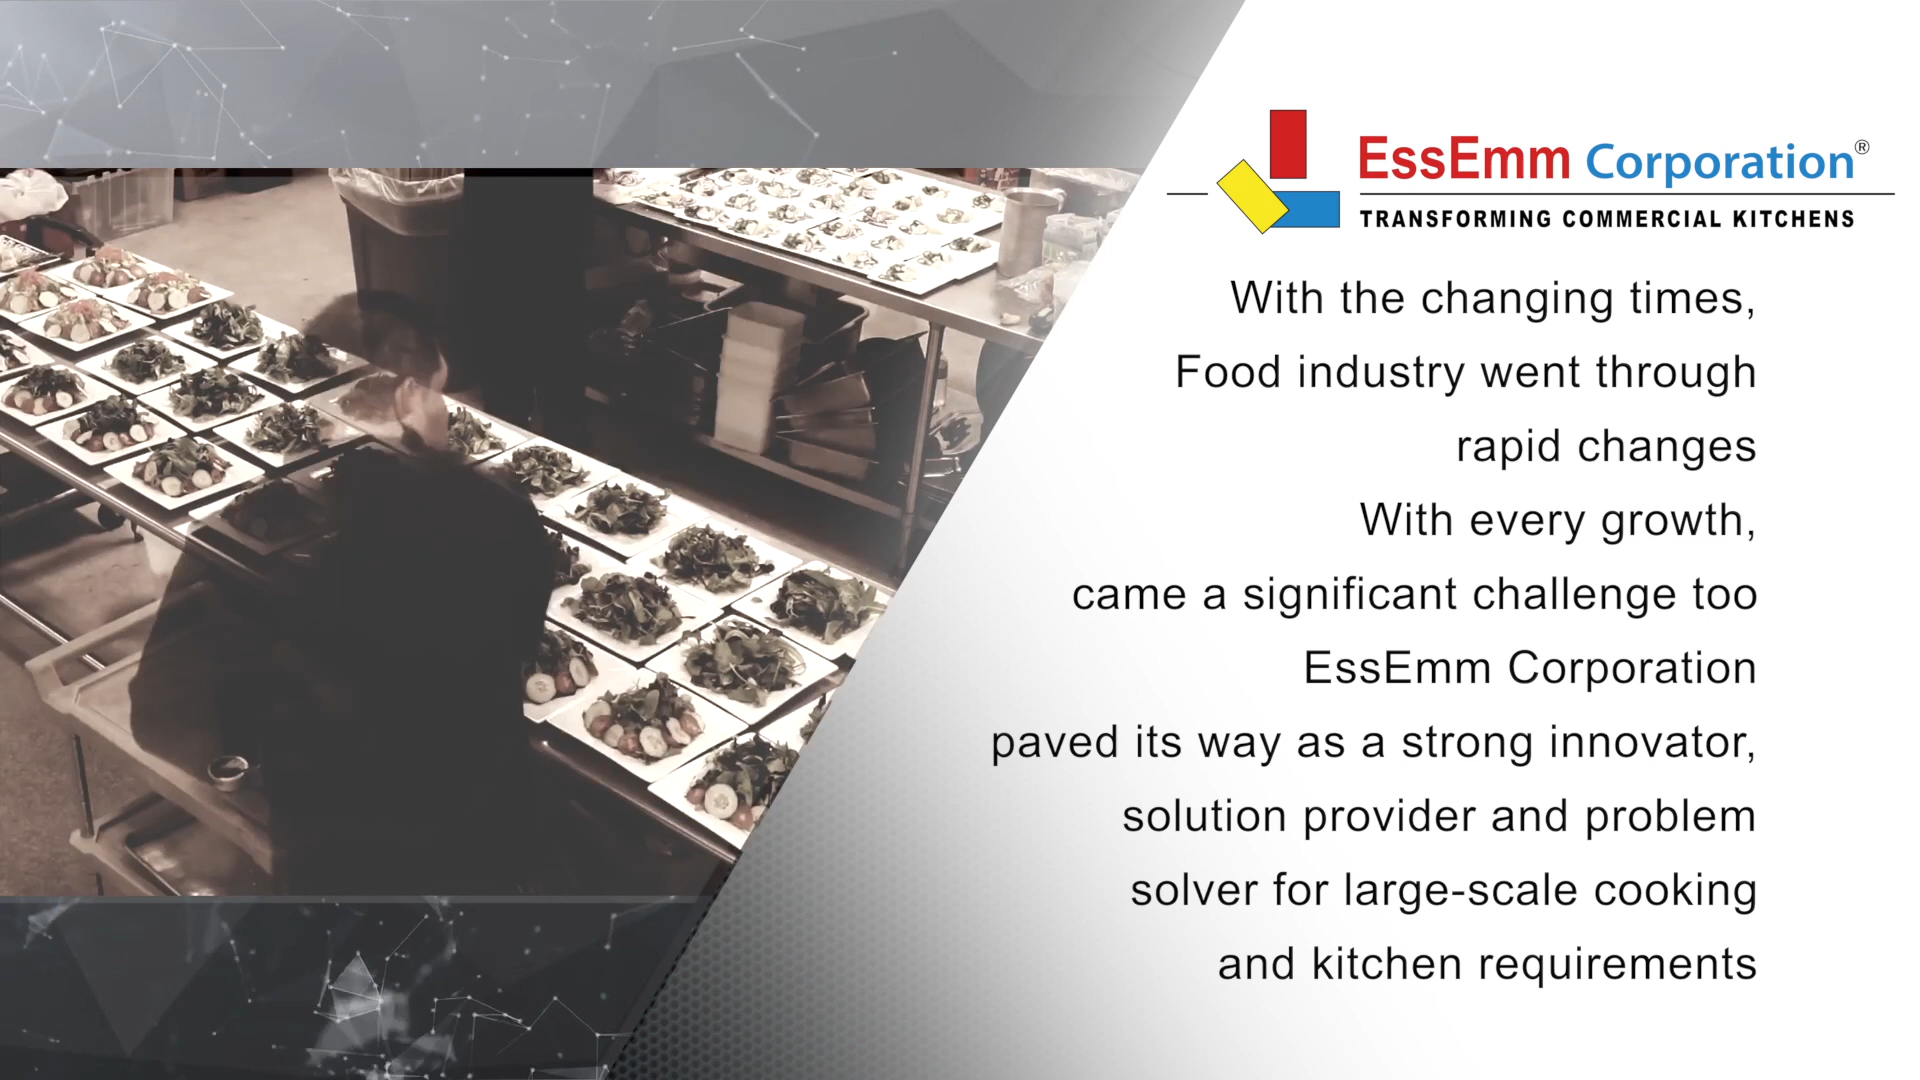 EssEmm Corporation®
TRANSFORMING COMMERCIAL KITCHENS
With the changing times,
Food industry went through
rapid changes
With every growth,
came a significant challenge too
EssEmm Corporation
paved its way as a strong innovator,
solution provider and problem
solver for large-scale cooking
and kitchen requirements